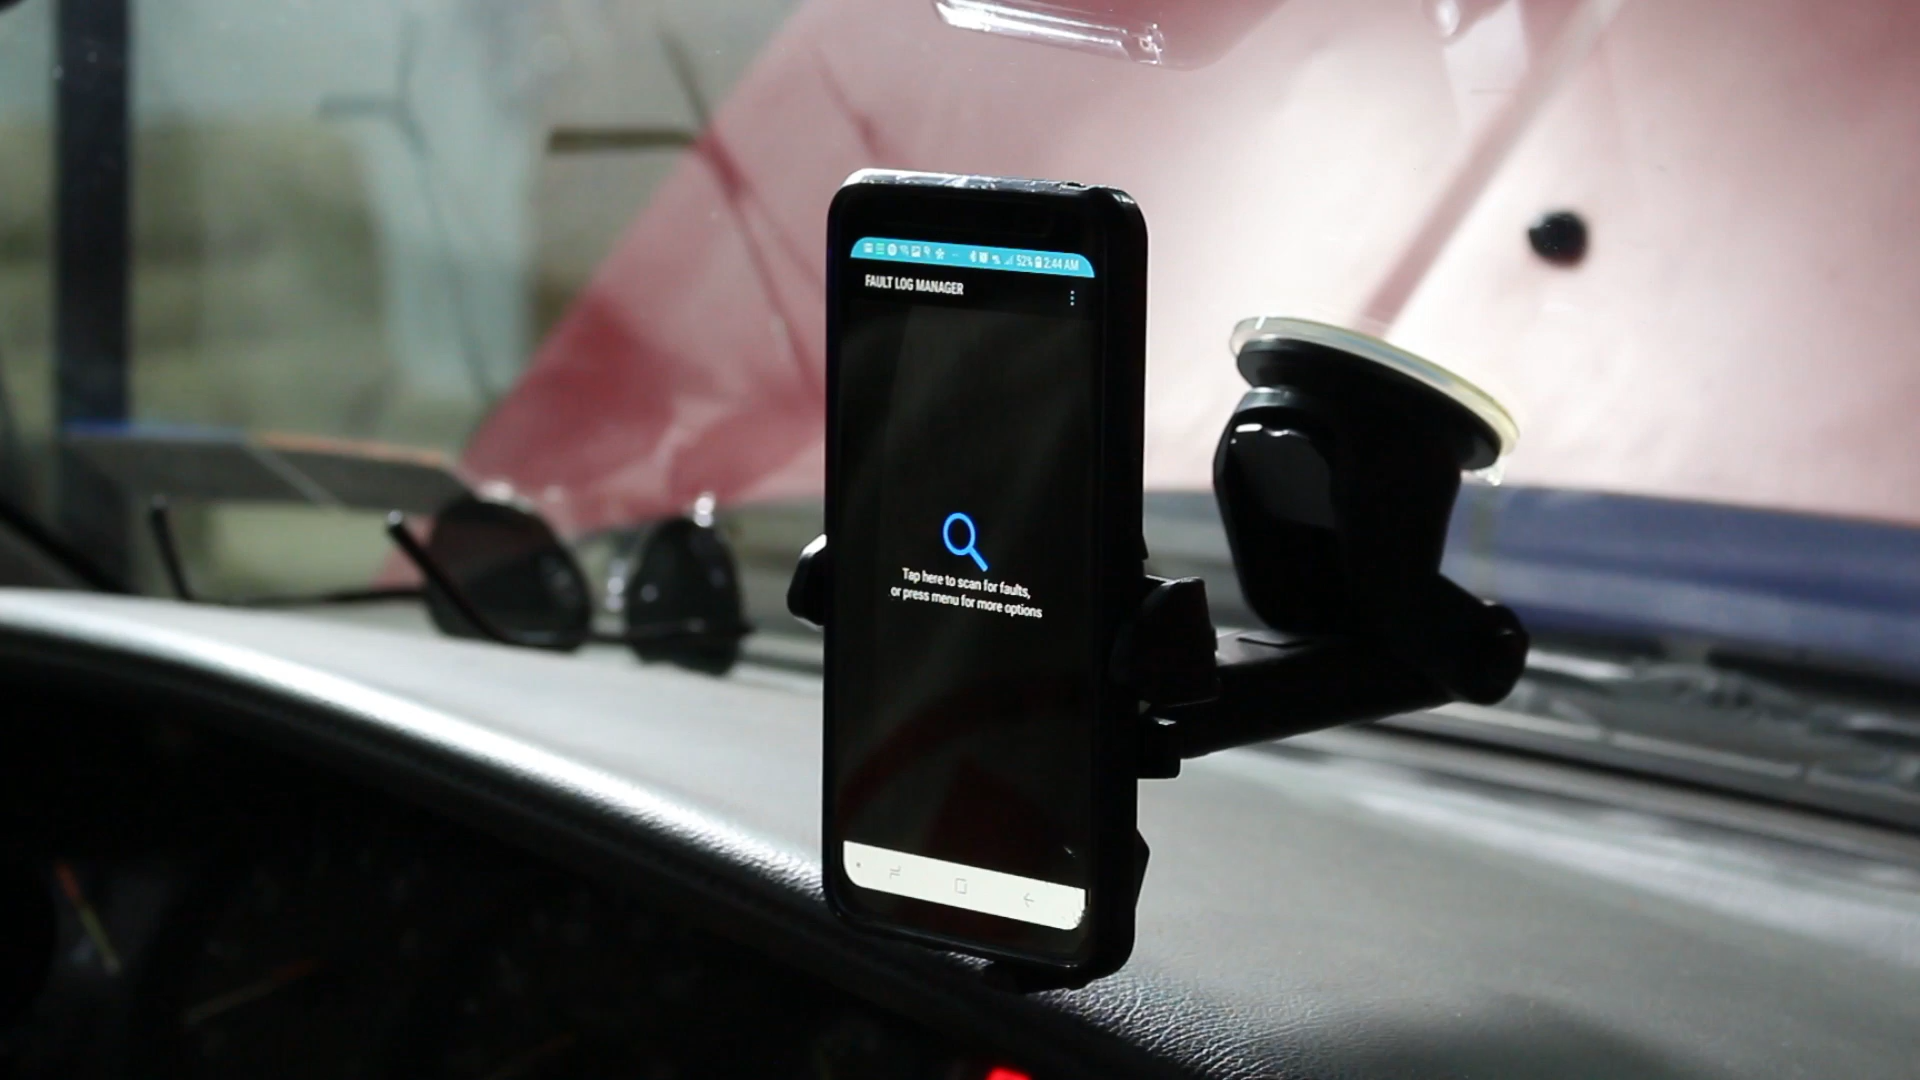 52% 2:44 AM
FAULT LOG MANAGER
Tap here to scan for faults,
or press menu for more options